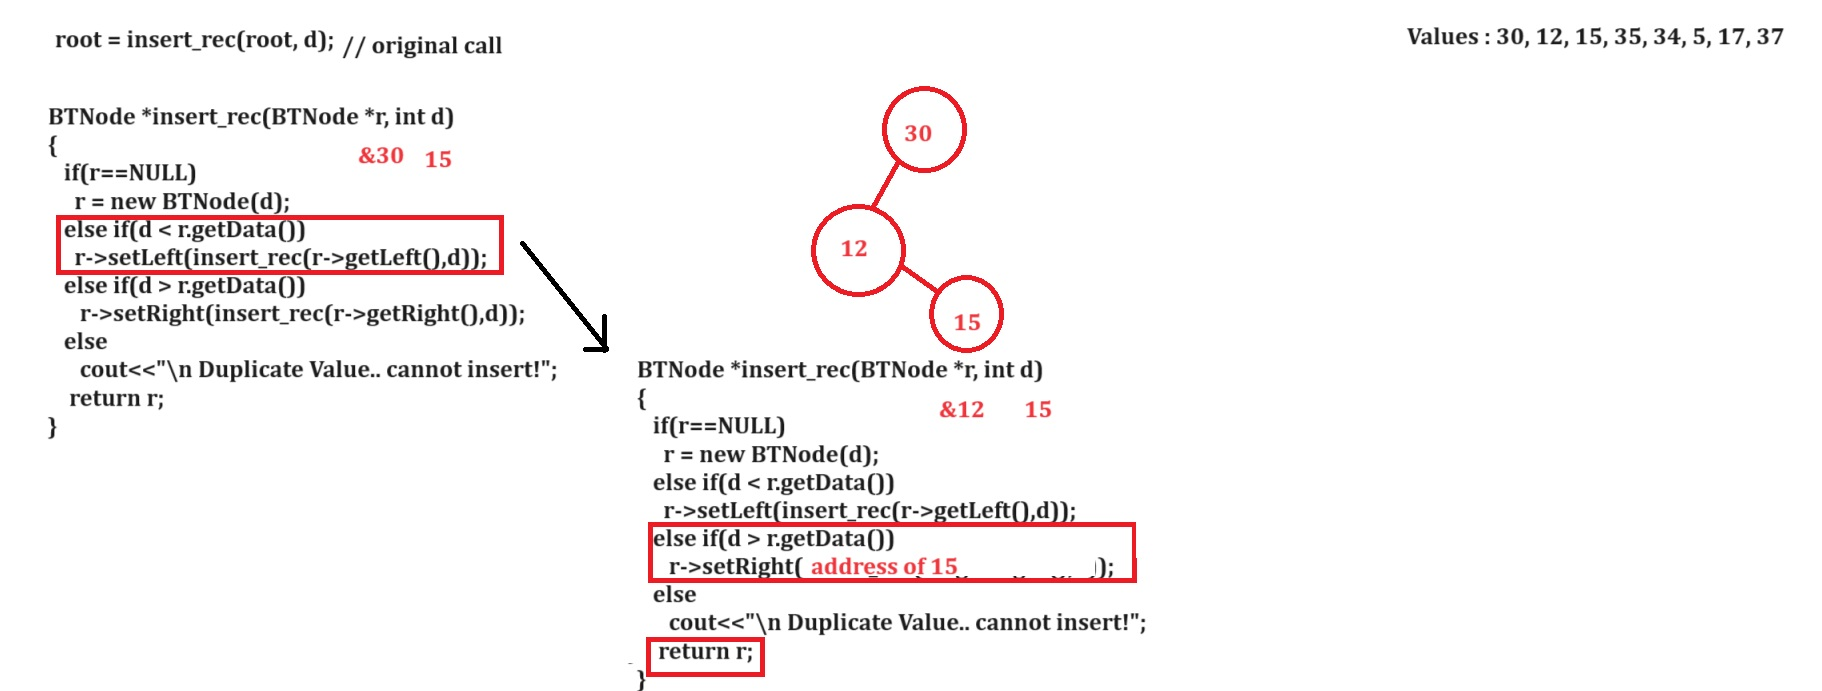 root = insert_rec(root, d); // original call
Values : 30, 12, 15, 35, 34, 5, 17, 37
BTNode *insert_rec(BTNode *r, int d)
{
&30 15
if(r==NULL)
r = new BTNode(d);
else if(d < r.getData())
r->setLeft(insert_rec(r->getLeft(),d));
else if(d > r.getData())
r->setRight(insert_rec(r->getRight(),d));
else
cout<<"\n Duplicate Value.. cannot insert!";
return r;
}
30
12
15
BTNode *insert_rec(BTNode *r, int d)
{
&12 15
if(r==NULL)
r = new BTNode(d);
else if(d < r.getData())
r->setLeft(insert_rec(r->getLeft(),d));
else if(d > r.getData())
r->setRight( address of 15 );
else
cout<<"\n Duplicate Value.. cannot insert!";
return r;
}